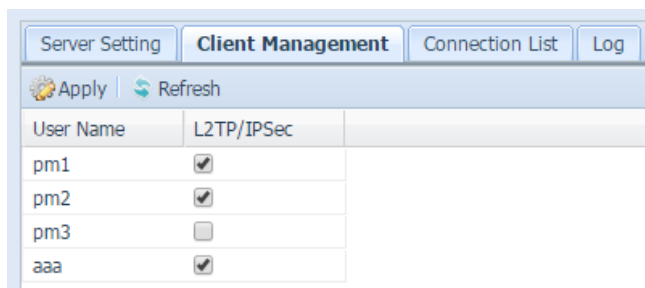 Server Setting Client Management Connection List Log
Apply Refresh
User Name L2TP/IPSec
pm1
pm2
pm3
aaa